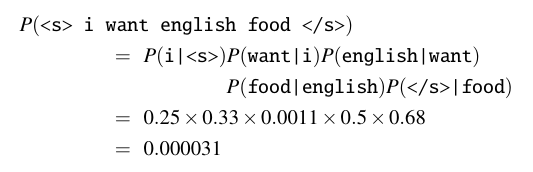 P(<s> i want english food </s>)
= P(i|<s>)P(want|i)P(english|want)
P(food|english)P(</s>|food)
= 0.25 × 0.33 × 0.0011 × 0.5 × 0.68
= 0.000031